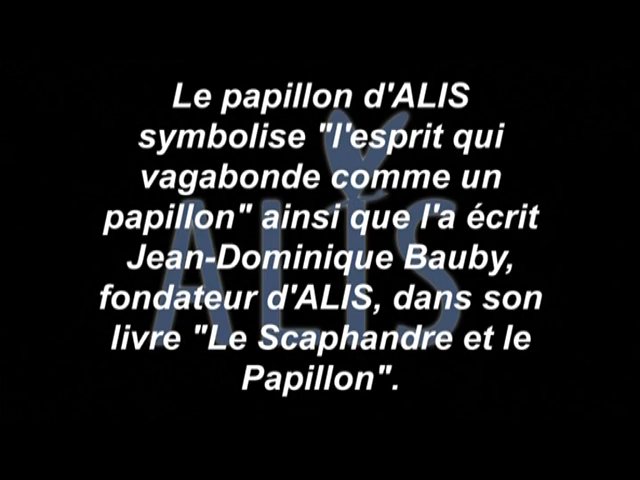 Le papillon d'ALIS
symbolise "l'esprit qui
vagabonde comme un
papillon" ainsi que l'a écrit
Jean-Dominique Bauby,
fondateur d'ALIS, dans son
livre "Le Scaphandre et le
Papillon".
ALIS